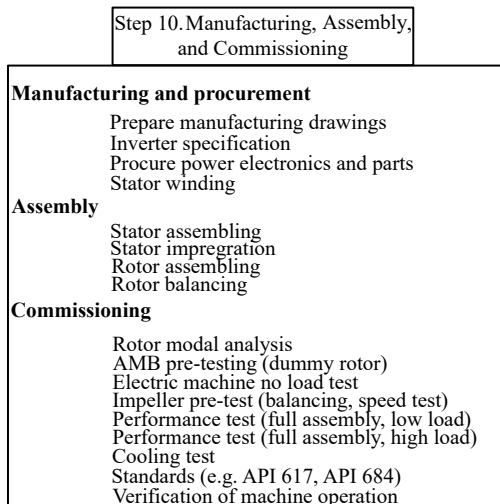 Step 10. Manufacturing, Assembly,
and Commissioning
Manufacturing and procurement
Prepare manufacturing drawings
Inverter specification
Procure power electronics and parts
Stator winding
Assembly
Stator assembling
Stator impregration
Rotor assembling
Rotor balancing
Commissioning
Rotor modal analysis
AMB pre-testing (dummy rotor)
Electric machine no load test
Impeller pre-test (balancing, speed test)
Performance test (full assembly, low load)
Performance test (full assembly, high load)
Cooling test
Standards (e.g. API 617, API 684)
Verification of machine operation